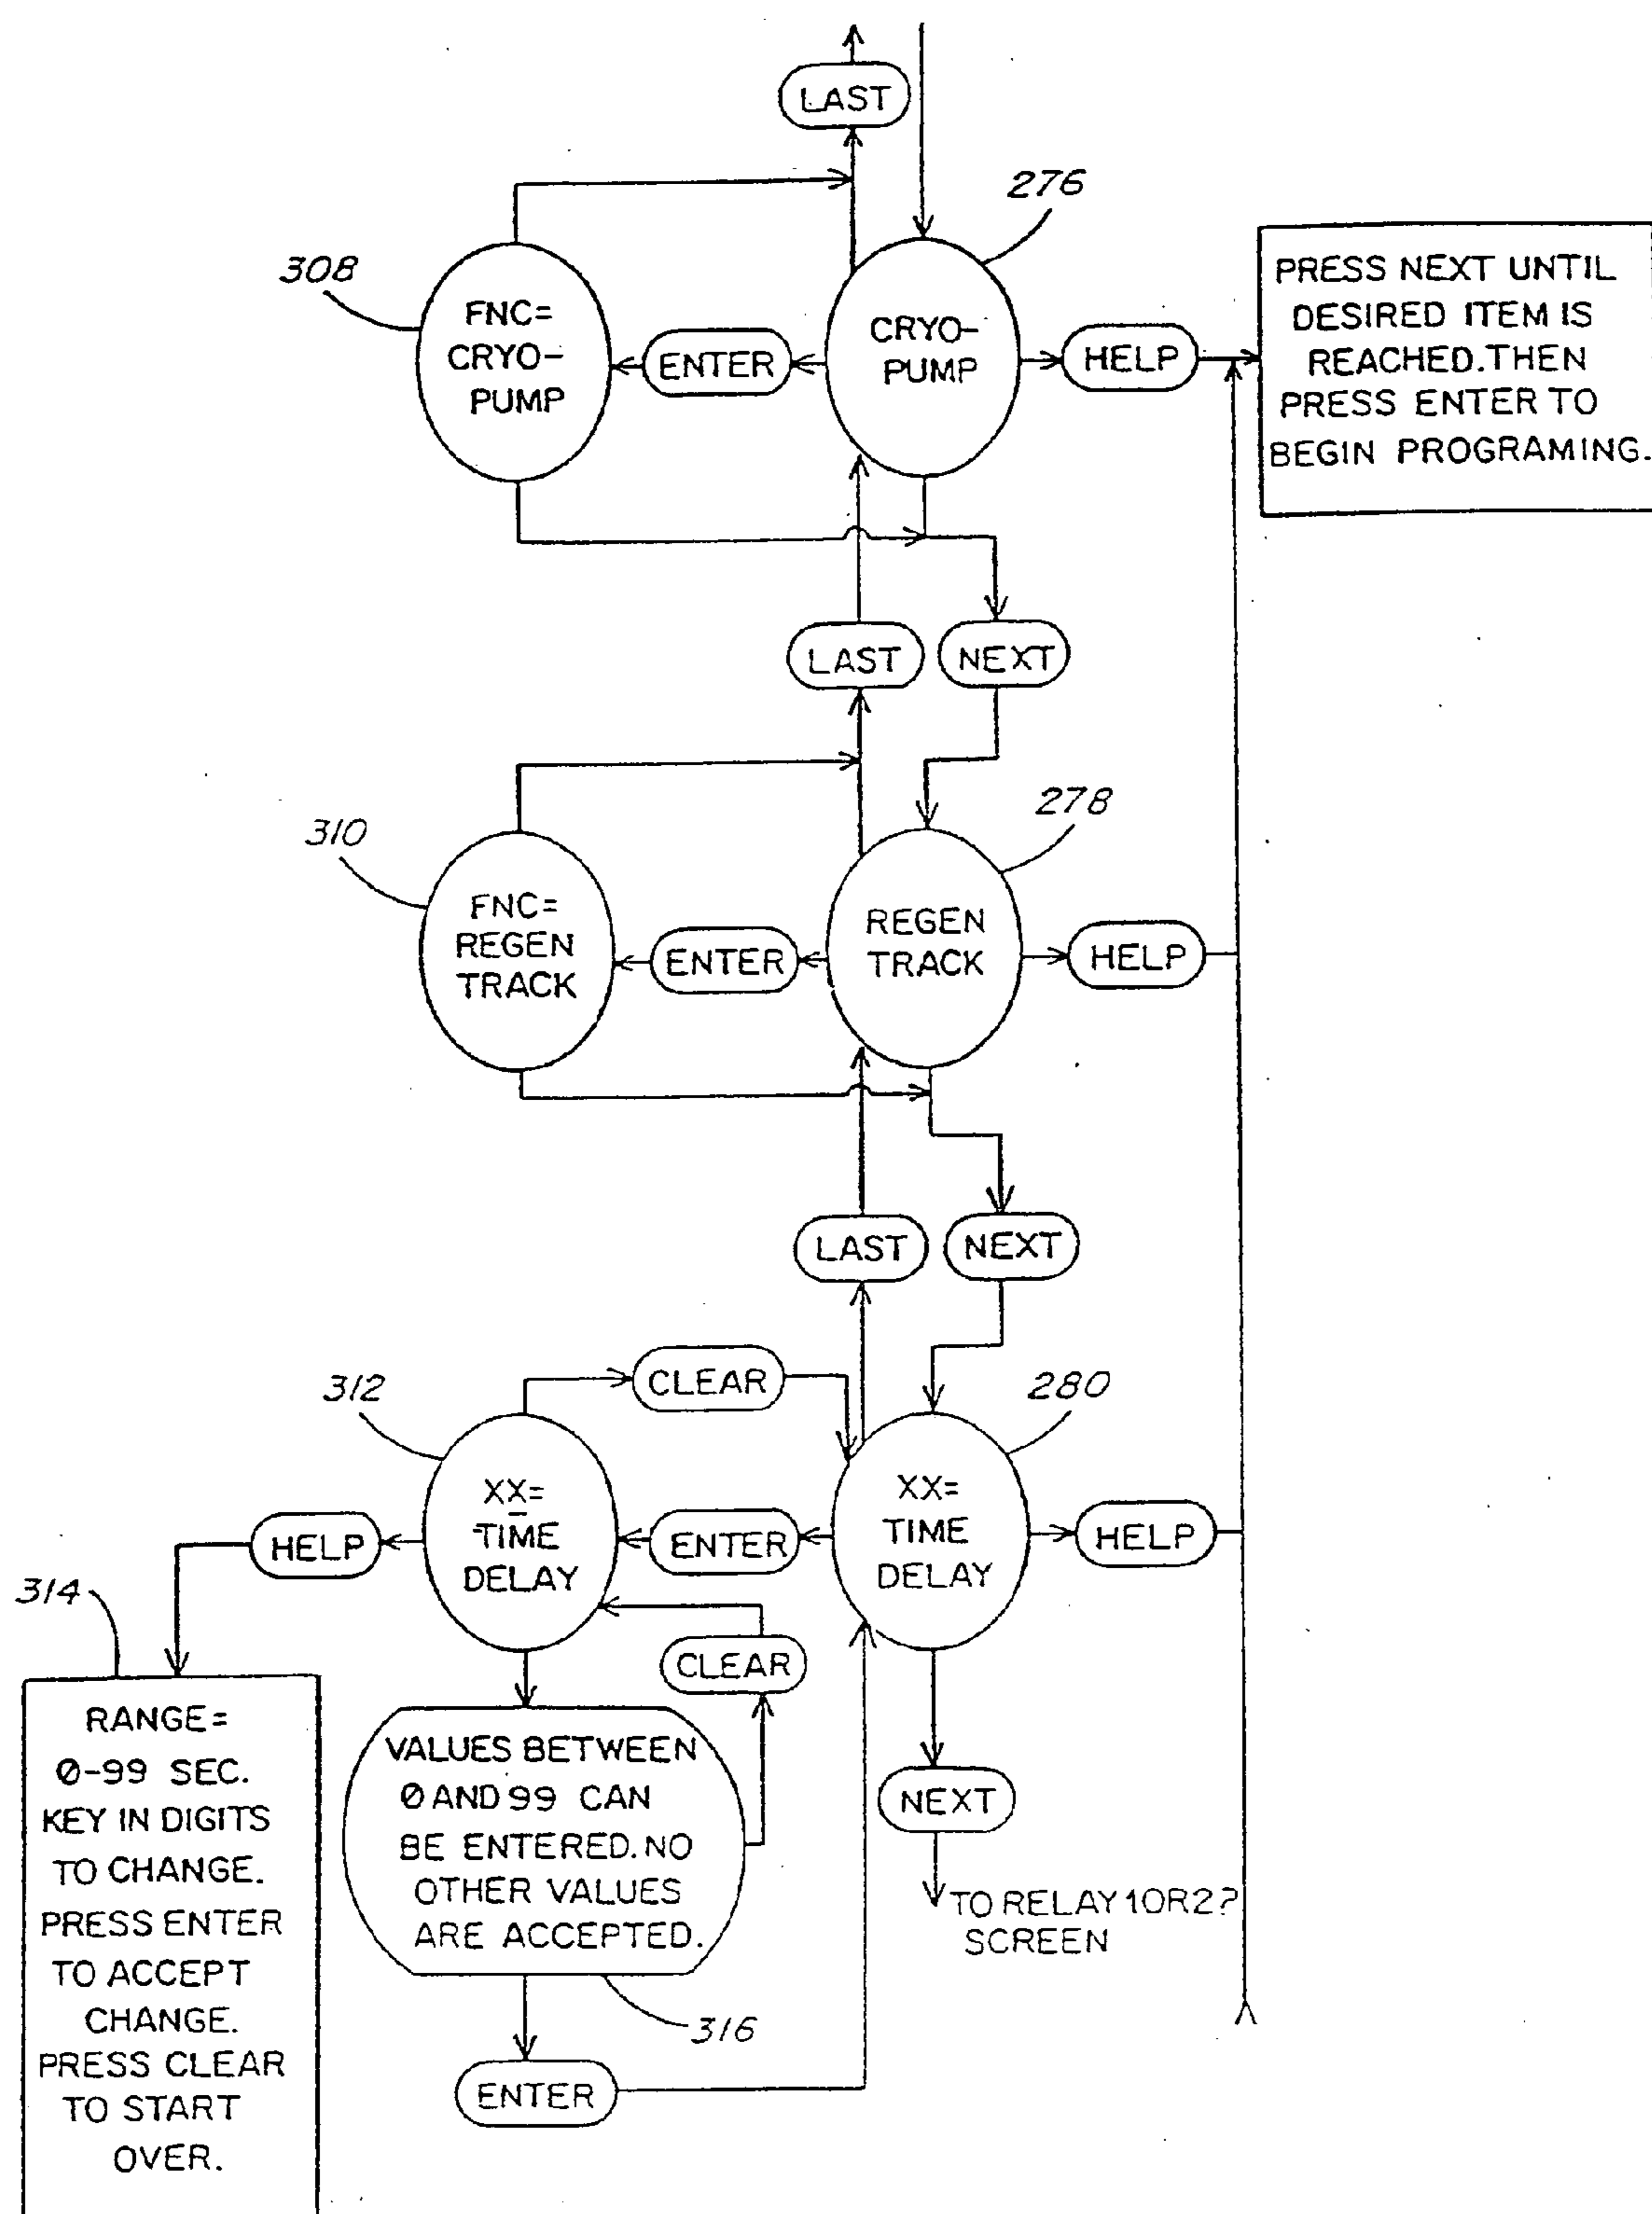 LAST
276
308
FNC=
CRYO-
PUMP
ENTER
CRYO-
PUMP
HELP
PRESS NEXT UNTIL
DESIRED ITEM IS
REACHED. THEN
PRESS ENTER TO
BEGIN PROGRAMING.
LAST
NEXT
278
310
FNC=
REGEN
TRACK
ENTER
REGEN
TRACK
HELP
LAST
NEXT
312
CLEAR
280
XX=
TIME
DELAY
HELP
ENTER
XX=
TIME
DELAY
HELP
314
CLEAR
RANGE=
0-99 SEC.
KEY IN DIGITS
TO CHANGE.
PRESS ENTER
TO ACCEPT
CHANGE.
PRESS CLEAR
TO START
OVER.
VALUES BETWEEN
0 AND 99 CAN
BE ENTERED. NO
OTHER VALUES
ARE ACCEPTED.
316
ENTER
NEXT
TO RELAY 1OR2?
SCREEN